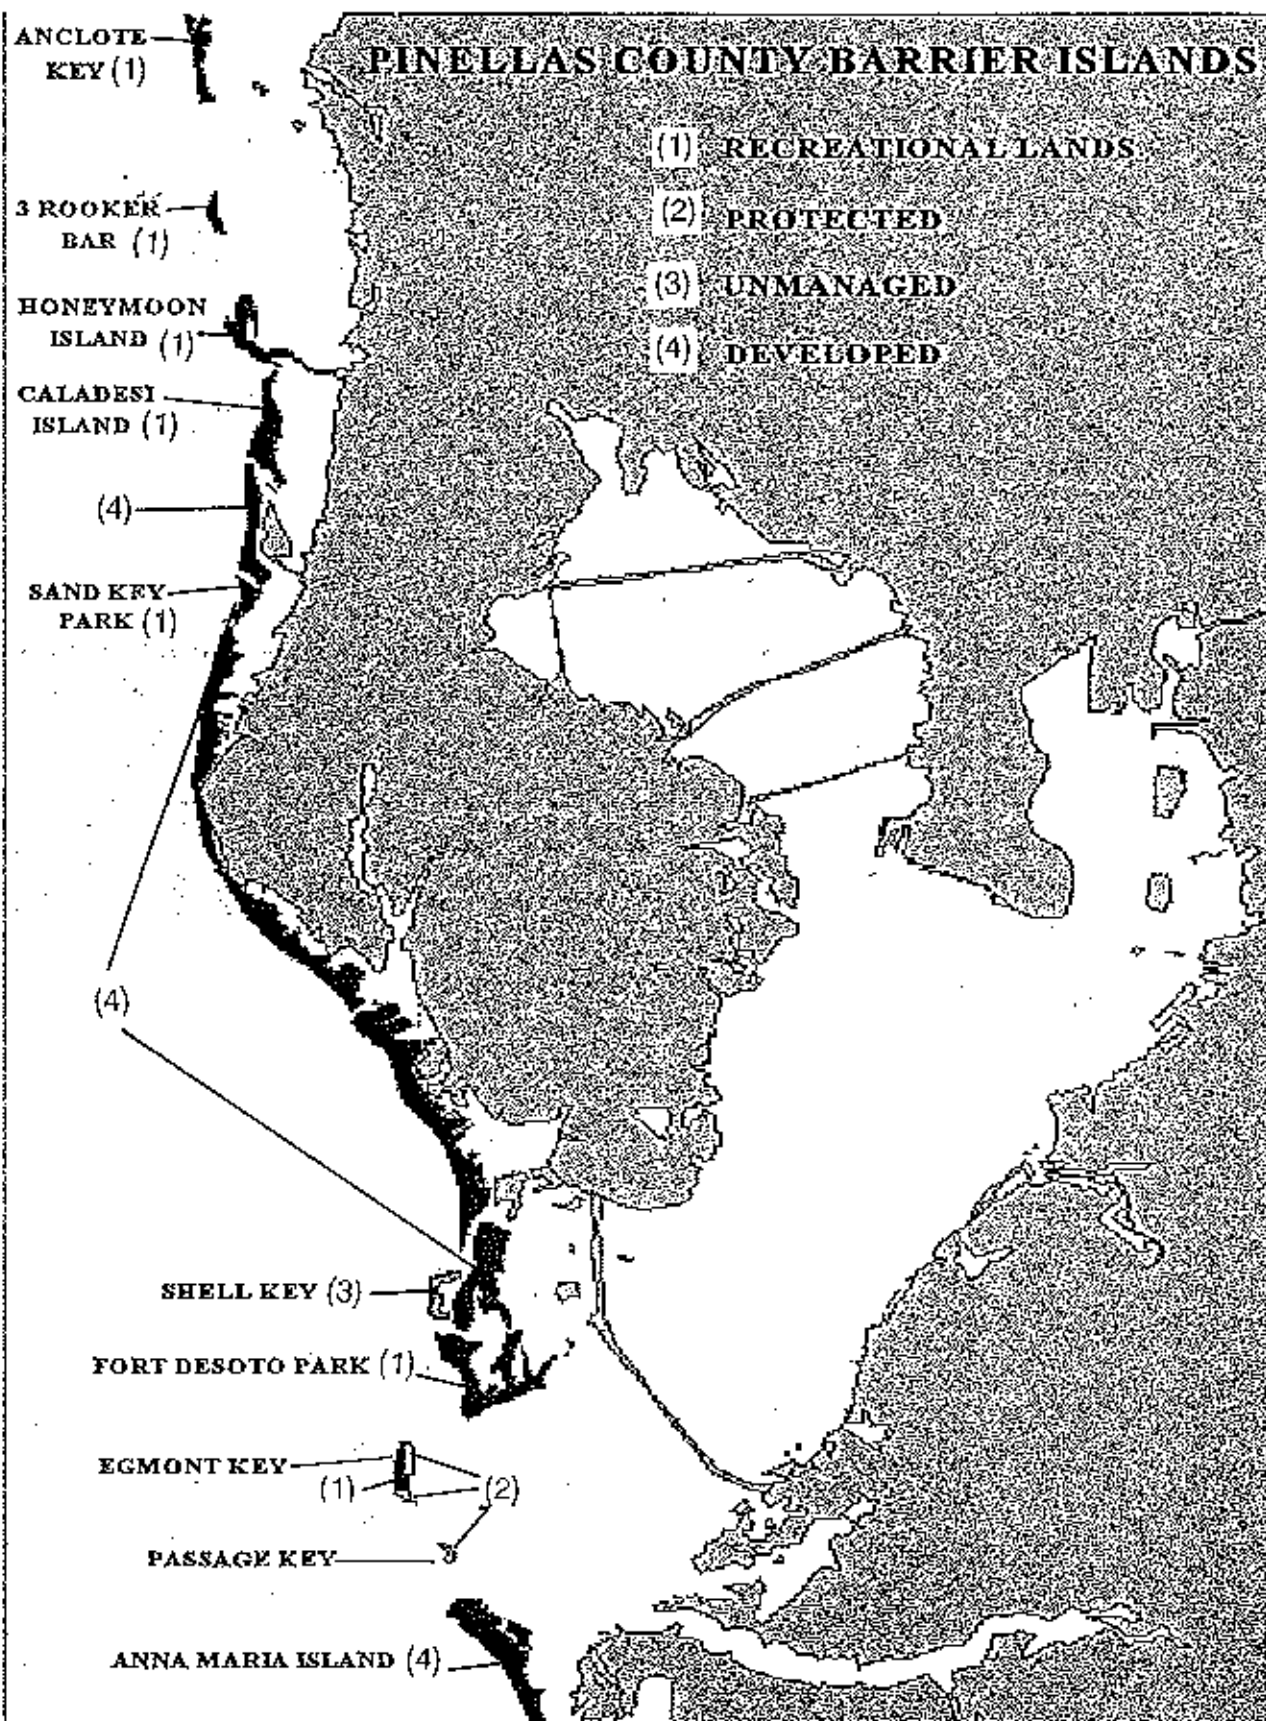 PINELLAS COUNTY BARRIER ISLANDS
(1) RECREATIONAL LANDS
(2) PROTECTED
(3) UNMANAGED
(4) DEVELOPED
ANCLOTE
KEY (1)
3 ROOKER
BAR (1)
HONEYMOON
ISLAND (1)
CALADESI
ISLAND (1)
(4)
SAND KEY
PARK (1)
(4)
SHELL KEY (3)
FORT DESOTO PARK (1)
EGMONT KEY
(1) (2)
PASSAGE KEY
ANNA MARIA ISLAND (4)